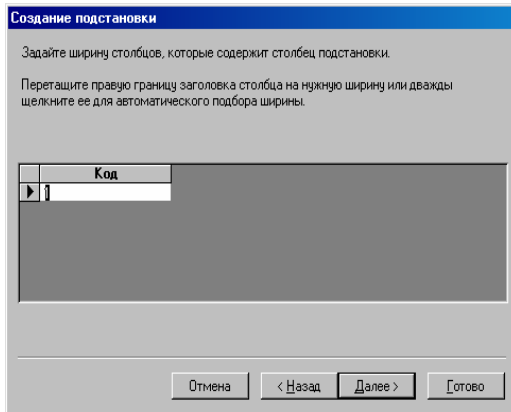 Создание подстановки
Задайте ширину столбцов, которые содержит столбец подстановки.
Перетащите правую границу заголовка столбца на нужную ширину или дважды
щелкните ее для автоматического подбора ширины.
Код
1
Отмена
< Назад
Далее >
Готово